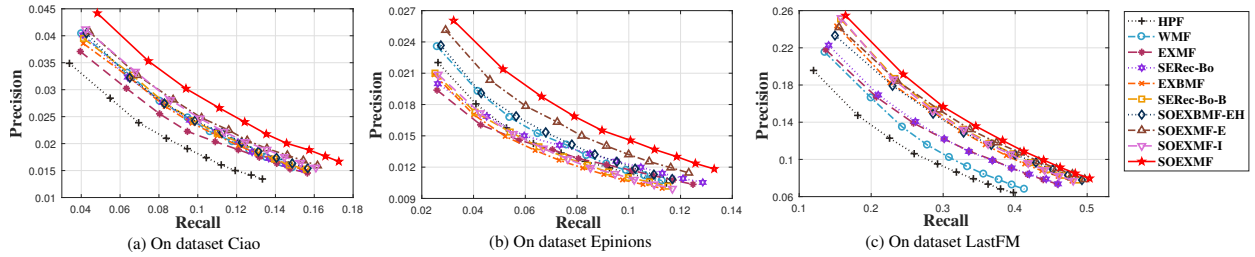 0.045
0.04
0.035
0.03
0.025
0.02
0.015
0.01
Precision
0.04 0.06 0.08 0.1 0.12 0.14 0.16 0.18
Recall
(a) On dataset Ciao
0.027
0.024
0.021
0.018
0.015
0.012
0.009
Precision
0.02 0.04 0.06 0.08 0.1 0.12 0.14
Recall
(b) On dataset Epinions
0.26
0.22
0.18
0.14
0.1
0.06
Precision
0.1 0.2 0.3 0.4 0.5
Recall
(c) On dataset LastFM
HPF
WMF
EXMF
SERec-Bo
EXBMF
SERec-Bo-B
SOEXBMF-EH
SOEXMF-E
SOEXMF-I
SOEXMF